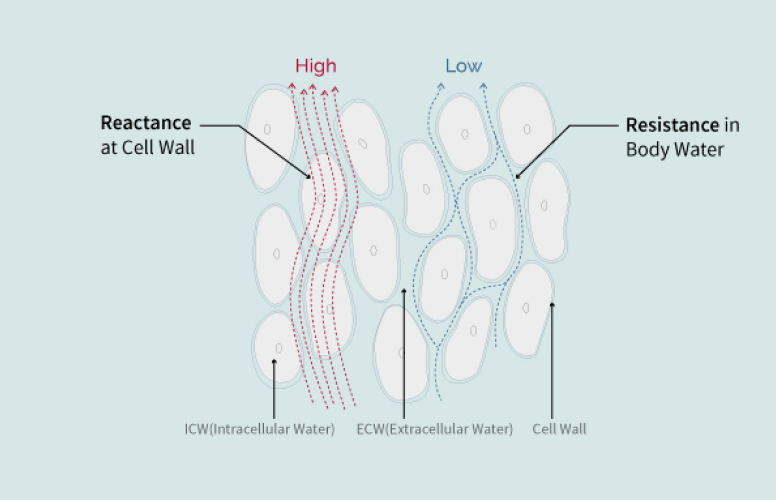 High
Low
Reactance
at Cell Wall
Resistance in
Body Water
ICW(Intracellular Water)
ECW(Extracellular Water)
Cell Wall